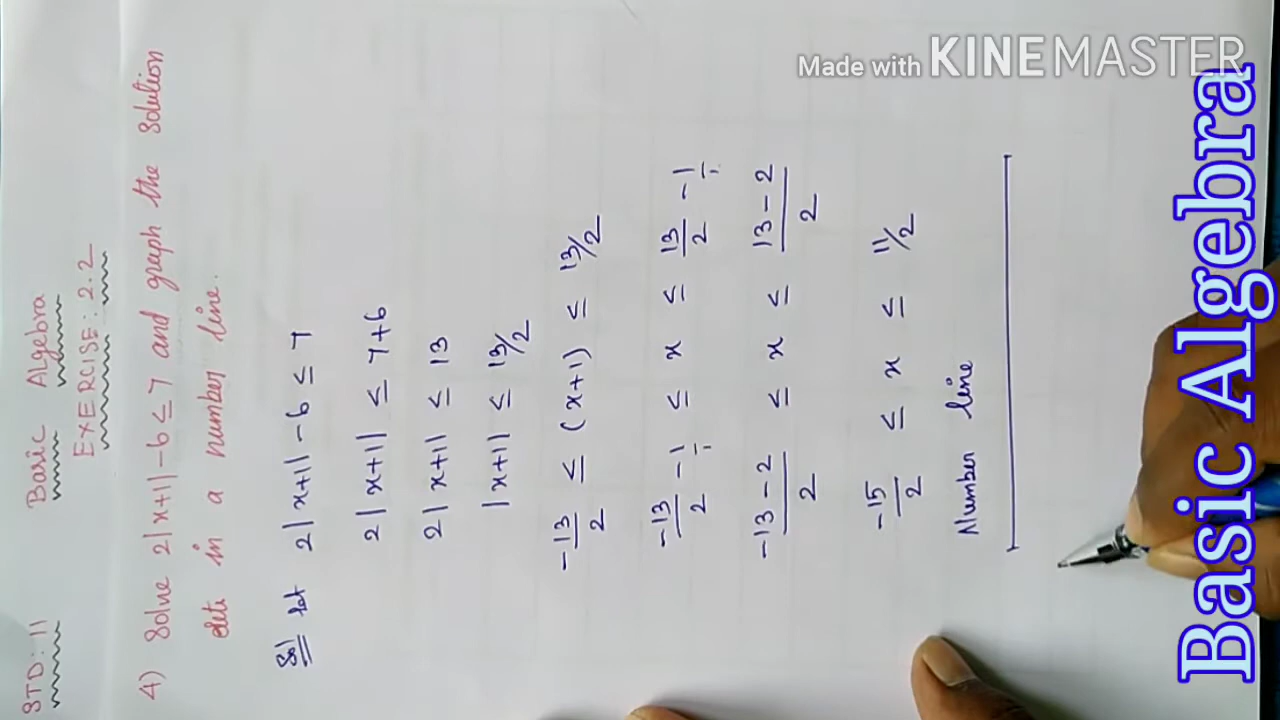 STD: 11 Basic Algebra
EXERCISE: 2.2
4) Solve 2|x+1|-6 ≤ 7 and graph the solution
in a number line.
Sol let 2|x+1|-6 ≤ 7
2|x+1| ≤ 7+6
2|x+1| ≤ 13
|x+1| ≤ 13/2
-13/2 ≤ (x+1) ≤ 13/2
-13/2 - 1/1 ≤ x ≤ 13/2 - 1/1
-13-2/2 ≤ x ≤ 13-2/2
-15/2 ≤ x ≤ 11/2
Number line
Made with KINEMASTER
Basic Algebra